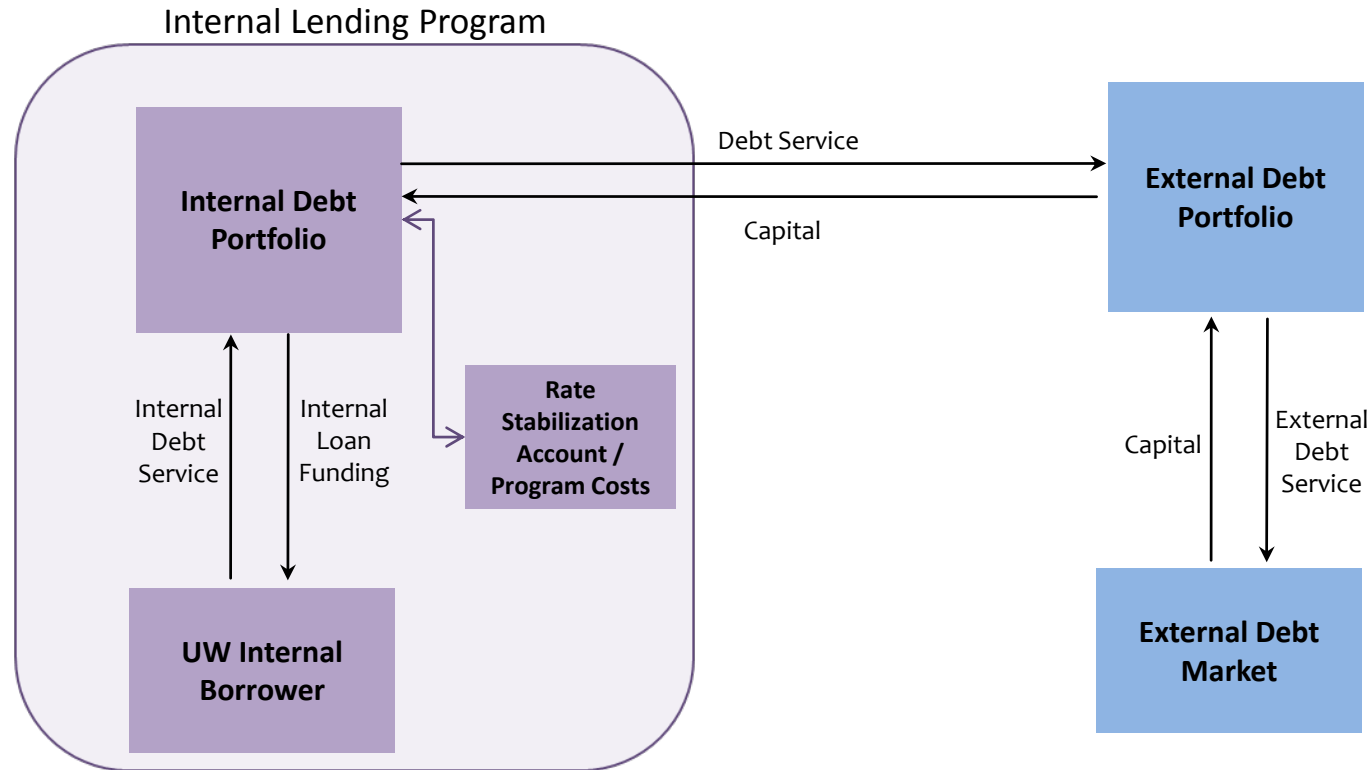 Internal Lending Program
Internal Debt
Portfolio
Debt Service
Capital
External Debt
Portfolio
Internal
Debt
Service
Internal
Loan
Funding
Rate
Stabilization
Account /
Program Costs
Capital
External
Debt
Service
UW Internal
Borrower
External Debt
Market